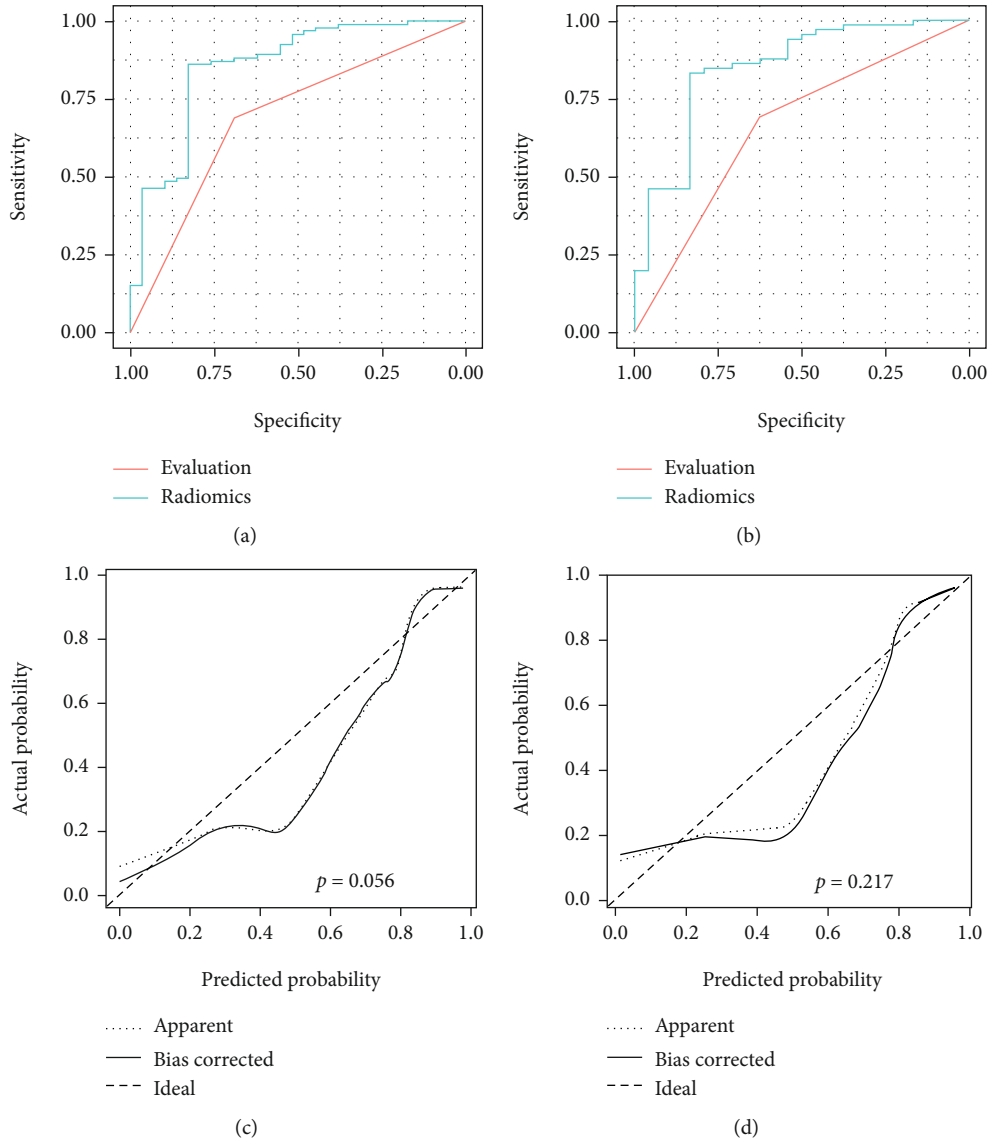 1.00
0.75
0.50
0.25
0.00
Sensitivity
1.00 0.75 0.50 0.25 0.00
Specificity
Evaluation
Radiomics
(a)
1.00
0.75
0.50
0.25
0.00
Sensitivity
1.00 0.75 0.50 0.25 0.00
Specificity
Evaluation
Radiomics
(b)
1.0
0.8
0.6
0.4
0.2
0.0
Actual probability
p = 0.056
0.0 0.2 0.4 0.6 0.8 1.0
Predicted probability
Apparent
Bias corrected
Ideal
(c)
1.0
0.8
0.6
0.4
0.2
0.0
Actual probability
p = 0.217
0.0 0.2 0.4 0.6 0.8 1.0
Predicted probability
Apparent
Bias corrected
Ideal
(d)